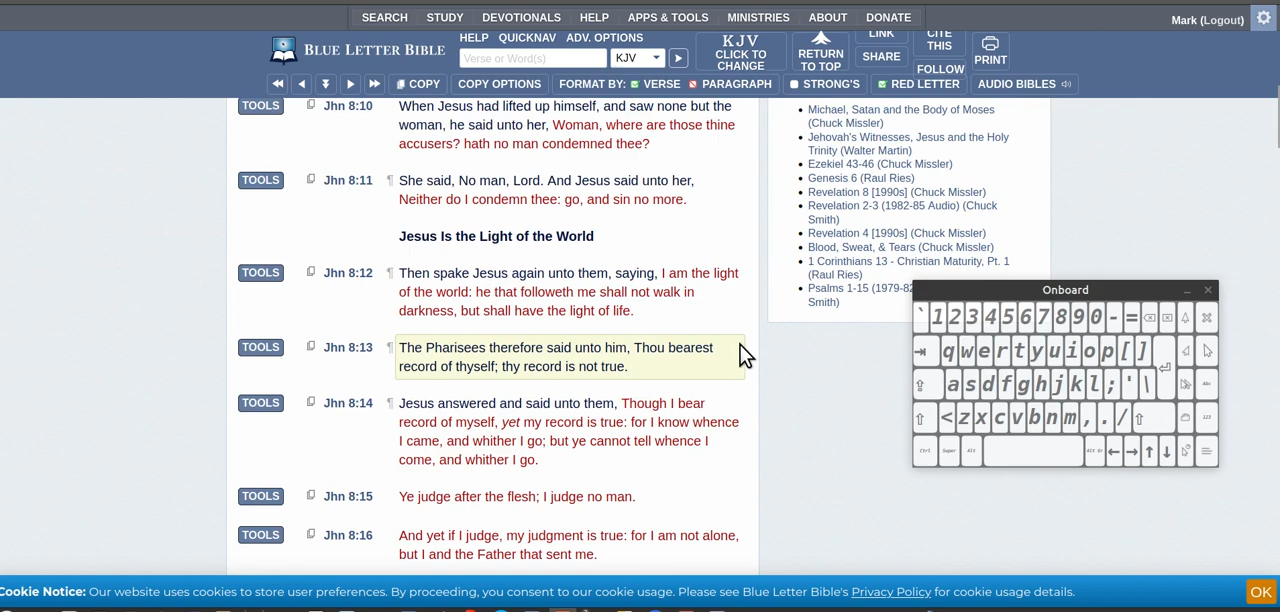 SEARCH STUDY DEVOTIONALS HELP APPS & TOOLS MINISTRIES ABOUT DONATE
Mark (Logout)
BLUE LETTER BIBLE
HELP QUICKNAV ADV. OPTIONS
Verse or Word(s)
KJV
KJV
CLICK TO
CHANGE
RETURN
TO TOP
LINK
SHARE
CITE
THIS
FOLLOW
PRINT
COPY COPY OPTIONS FORMAT BY: VERSE PARAGRAPH STRONG'S RED LETTER AUDIO BIBLES
TOOLS Jhn 8:10 When Jesus had lifted up himself, and saw none but the
woman, he said unto her, Woman, where are those thine
accusers? hath no man condemned thee?
TOOLS Jhn 8:11 ¶ She said, No man, Lord. And Jesus said unto her,
Neither do I condemn thee: go, and sin no more.
Jesus Is the Light of the World
TOOLS Jhn 8:12 ¶ Then spake Jesus again unto them, saying, I am the light
of the world: he that followeth me shall not walk in
darkness, but shall have the light of life.
TOOLS Jhn 8:13 ¶ The Pharisees therefore said unto him, Thou bearest
record of thyself; thy record is not true.
TOOLS Jhn 8:14 ¶ Jesus answered and said unto them, Though I bear
record of myself, yet my record is true: for I know whence
I came, and whither I go; but ye cannot tell whence I
come, and whither I go.
TOOLS Jhn 8:15 Ye judge after the flesh; I judge no man.
TOOLS Jhn 8:16 And yet if I judge, my judgment is true: for I am not alone,
but I and the Father that sent me.
Michael, Satan and the Body of Moses
(Chuck Missler)
Jehovah's Witnesses, Jesus and the Holy
Trinity (Walter Martin)
Ezekiel 43-46 (Chuck Missler)
Genesis 6 (Raul Ries)
Revelation 8 [1990s] (Chuck Missler)
Revelation 2-3 (1982-85 Audio) (Chuck
Smith)
Revelation 4 [1990s] (Chuck Missler)
Blood, Sweat, & Tears (Chuck Missler)
1 Corinthians 13 - Christian Maturity, Pt. 1
(Raul Ries)
Psalms 1-15 (1979-82
Smith)
Onboard
` 1 2 3 4 5 6 7 8 9 0 - =
q w e r t y u i o p [ ]
a s d f g h j k l ; ' \ Abc
< z x c v b n m , . / 123
Ctrl Super Alt Alt Gr
Cookie Notice: Our website uses cookies to store user preferences. By proceeding, you consent to our cookie usage. Please see Blue Letter Bible's Privacy Policy for cookie usage details.
OK